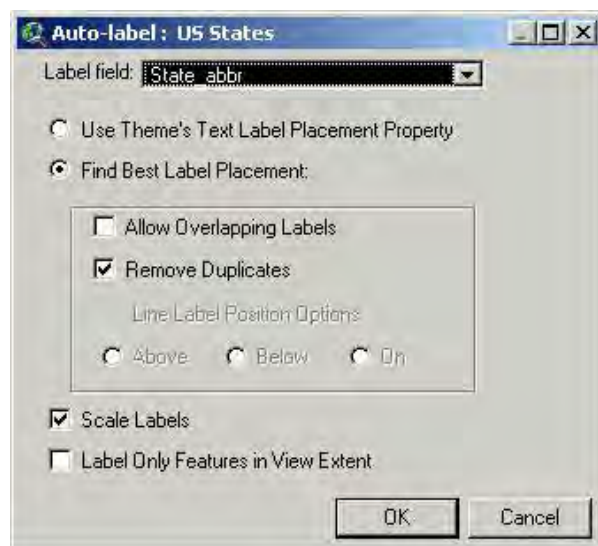 Auto-label : US States
Label field: State_abbr
Use Theme's Text Label Placement Property
Find Best Label Placement:
Allow Overlapping Labels
Remove Duplicates
Line Label Position Options
Above Below On
Scale Labels
Label Only Features in View Extent
OK Cancel